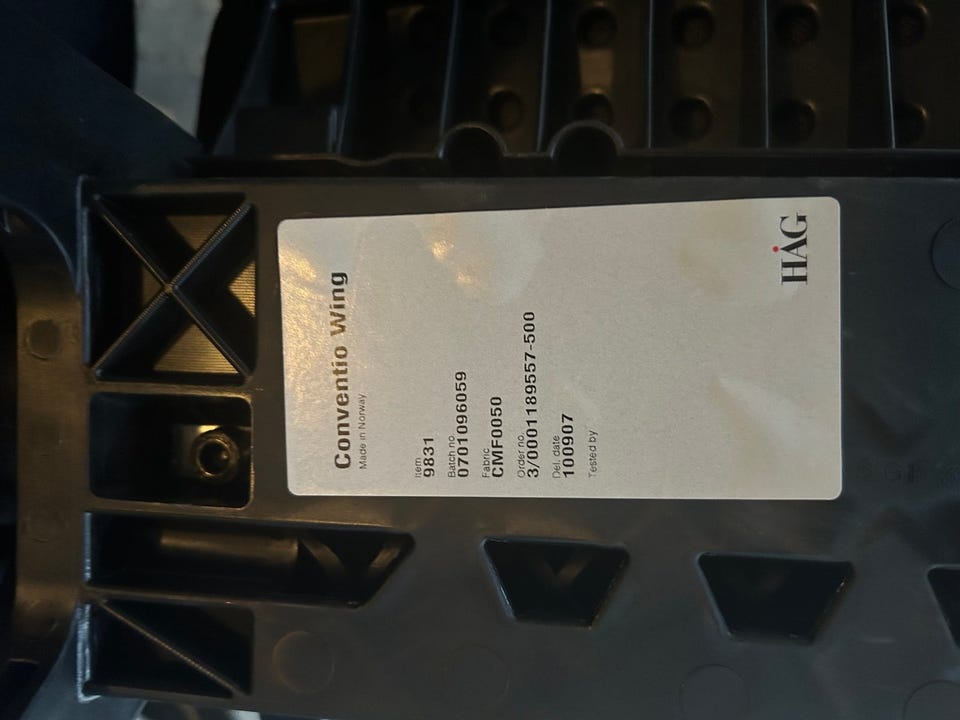 Conventio Wing
Made in Norway
Item
9831
Batch no.
0701096059
Fabric
CMF0050
Order no.
3/0001189557-500
Del. date
100907
Tested by
HÅG